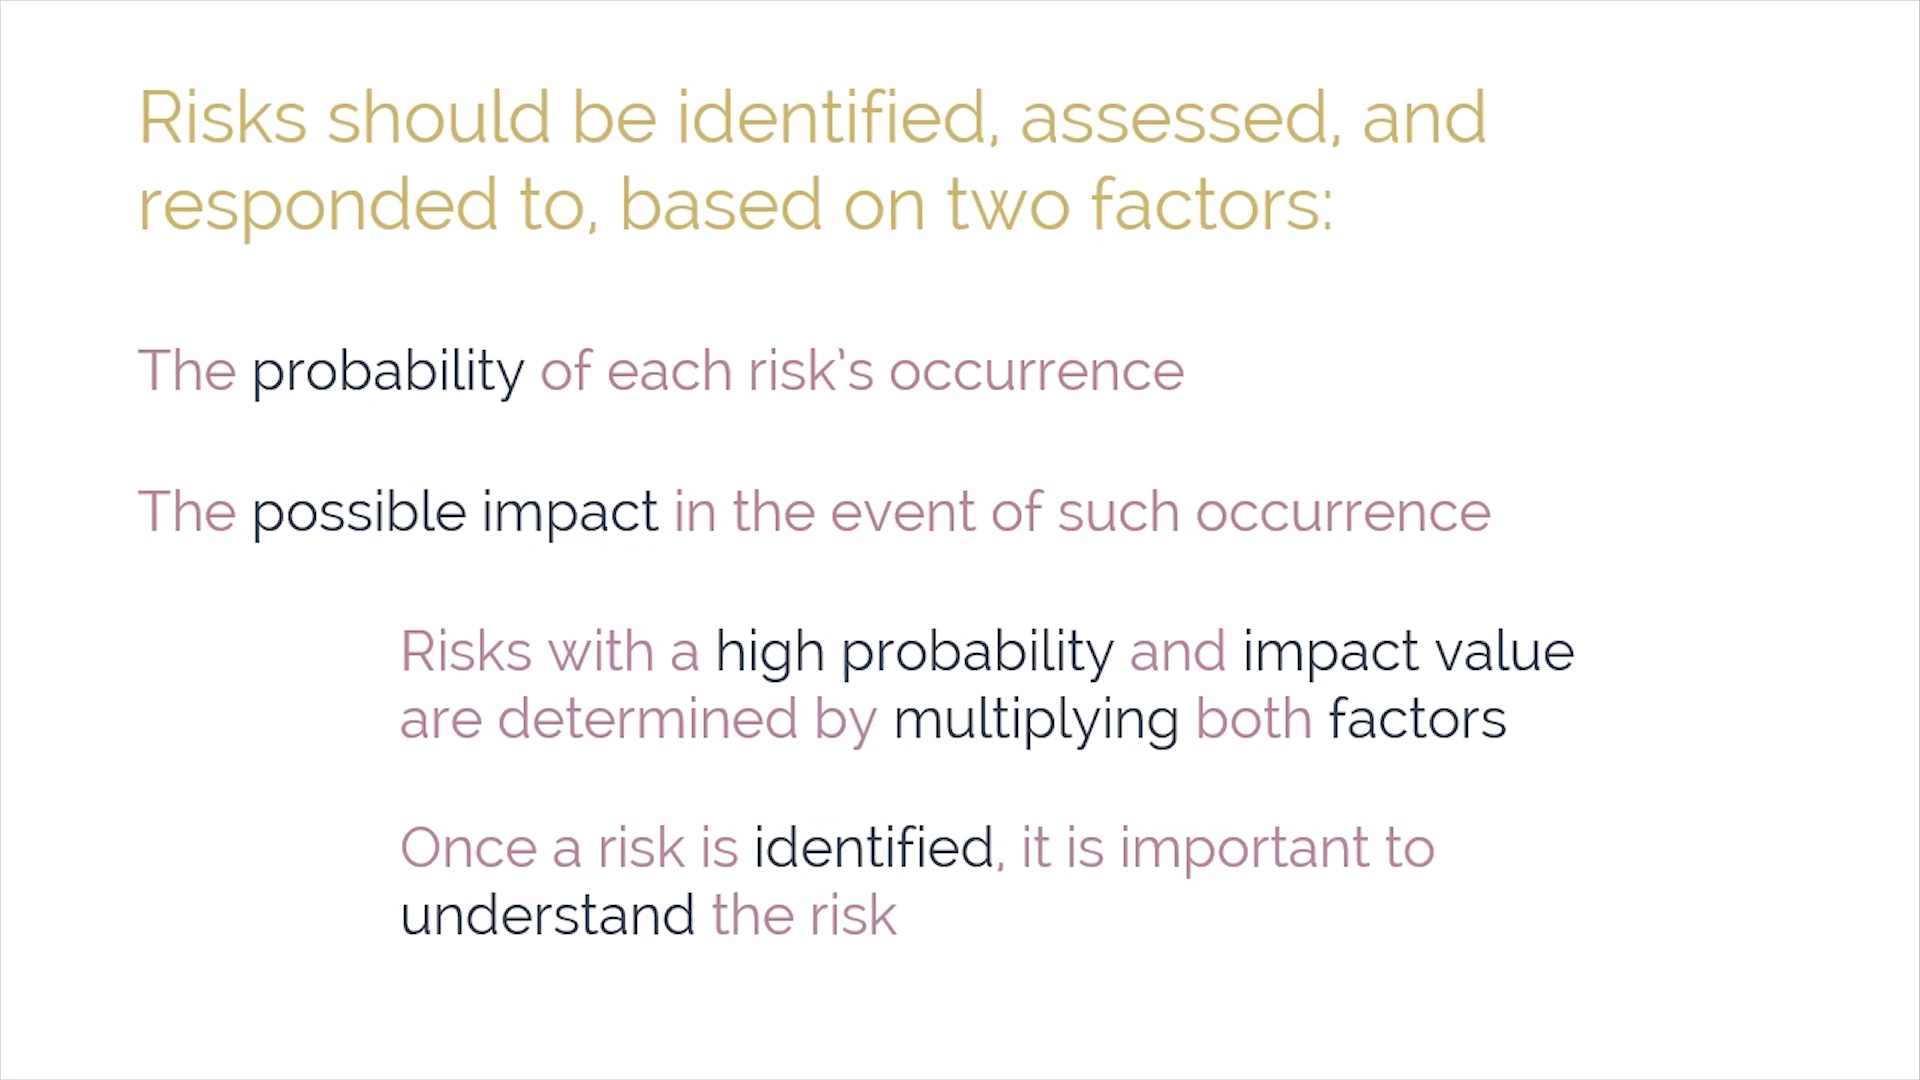 Risks should be identified, assessed, and
responded to, based on two factors:
The probability of each risk's occurrence
The possible impact in the event of such occurrence
Risks with a high probability and impact value
are determined by multiplying both factors
Once a risk is identified, it is important to
understand the risk